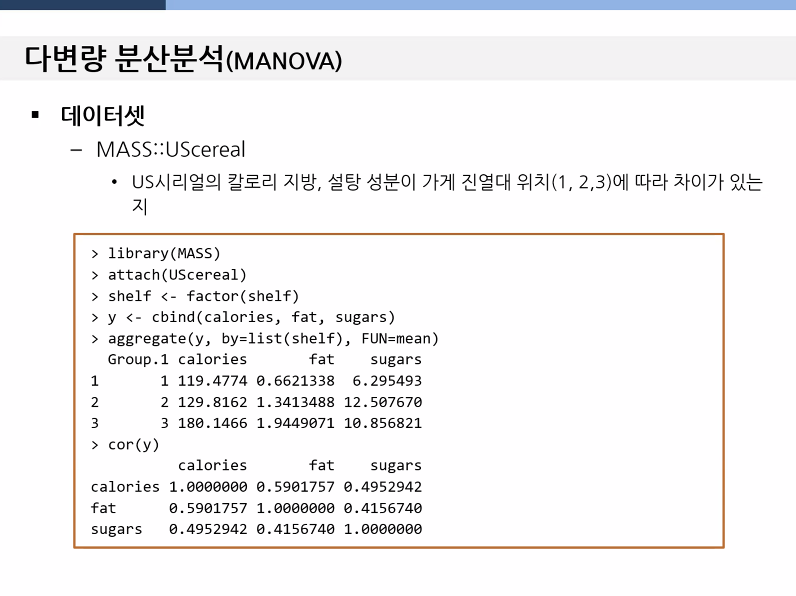 다변량 분산분석(MANOVA)
▪ 데이터셋
– MASS::UScereal
• US시리얼의 칼로리 지방, 설탕 성분이 가게 진열대 위치(1, 2,3)에 따라 차이가 있는
지
> library(MASS)
> attach(UScereal)
> shelf <- factor(shelf)
> y <- cbind(calories, fat, sugars)
> aggregate(y, by=list(shelf), FUN=mean)
  Group.1 calories       fat    sugars
1       1 119.4774 0.6621338  6.295493
2       2 129.8162 1.3413488 12.507670
3       3 180.1466 1.9449071 10.856821
> cor(y)
          calories       fat    sugars
calories 1.0000000 0.5901757 0.4952942
fat      0.5901757 1.0000000 0.4156740
sugars   0.4952942 0.4156740 1.0000000